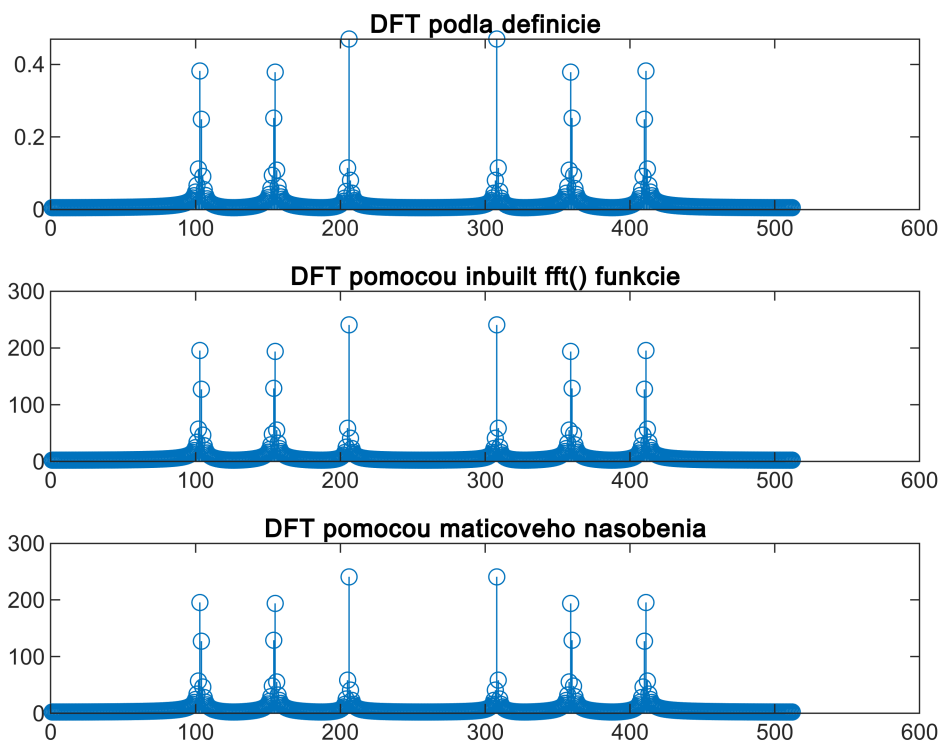 DFT podla definicie
0.4
0.2
0
0 100 200 300 400 500 600
DFT pomocou inbuilt fft() funkcie
300
200
100
0
0 100 200 300 400 500 600
DFT pomocou maticoveho nasobenia
300
200
100
0
0 100 200 300 400 500 600